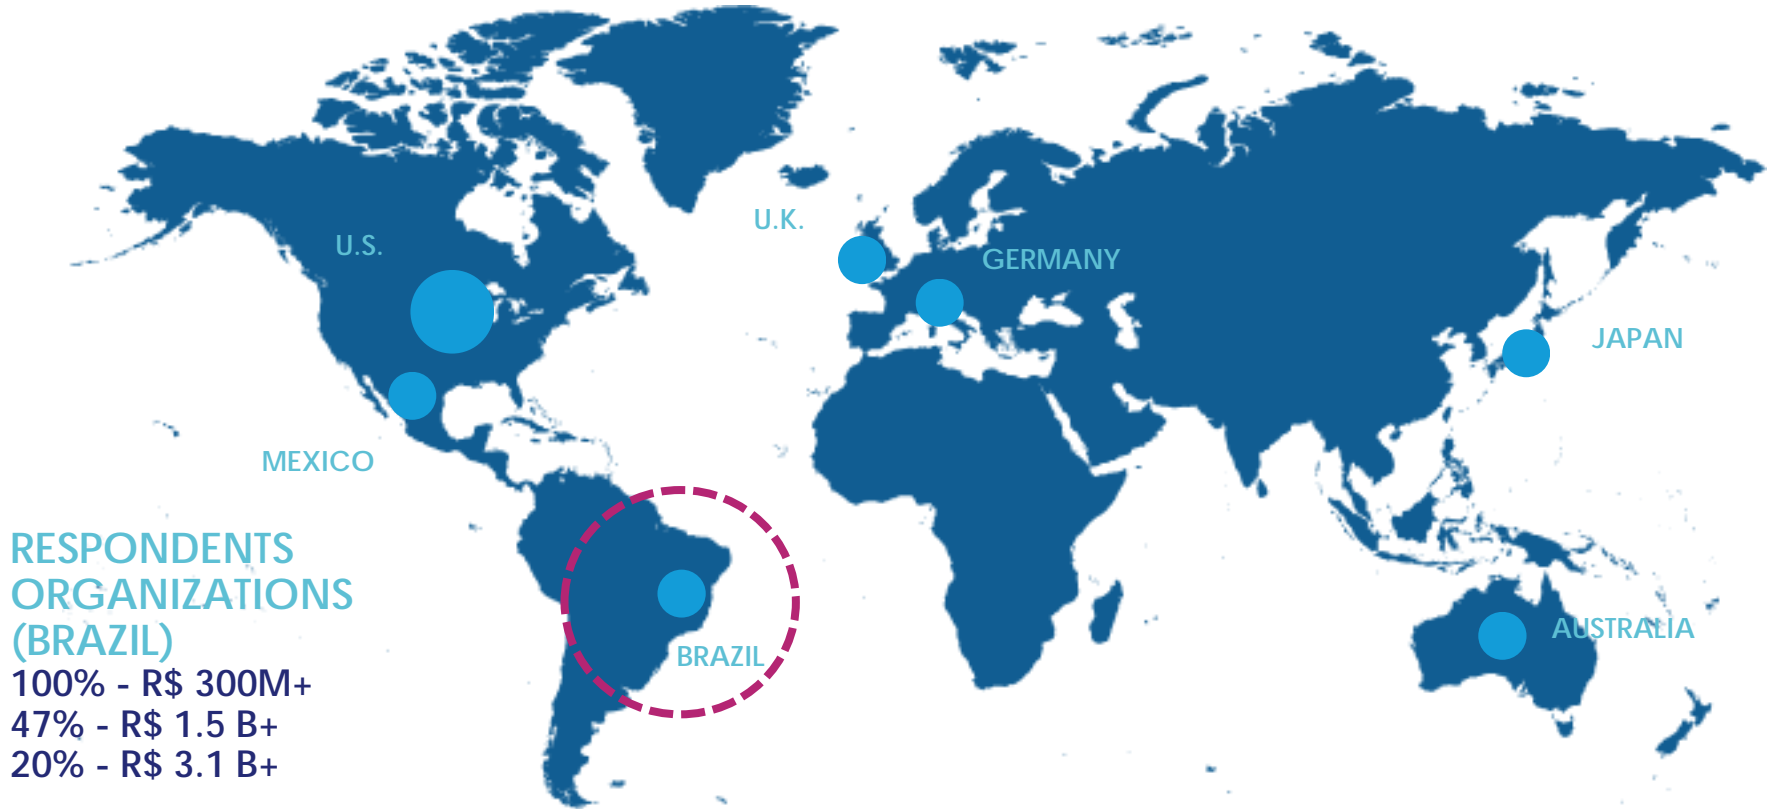 U.K.
U.S.
GERMANY
JAPAN
MEXICO
RESPONDENTS
ORGANIZATIONS
(BRAZIL)
100% - R$ 300M+
47% - R$ 1.5 B+
20% - R$ 3.1 B+
BRAZIL
AUSTRALIA